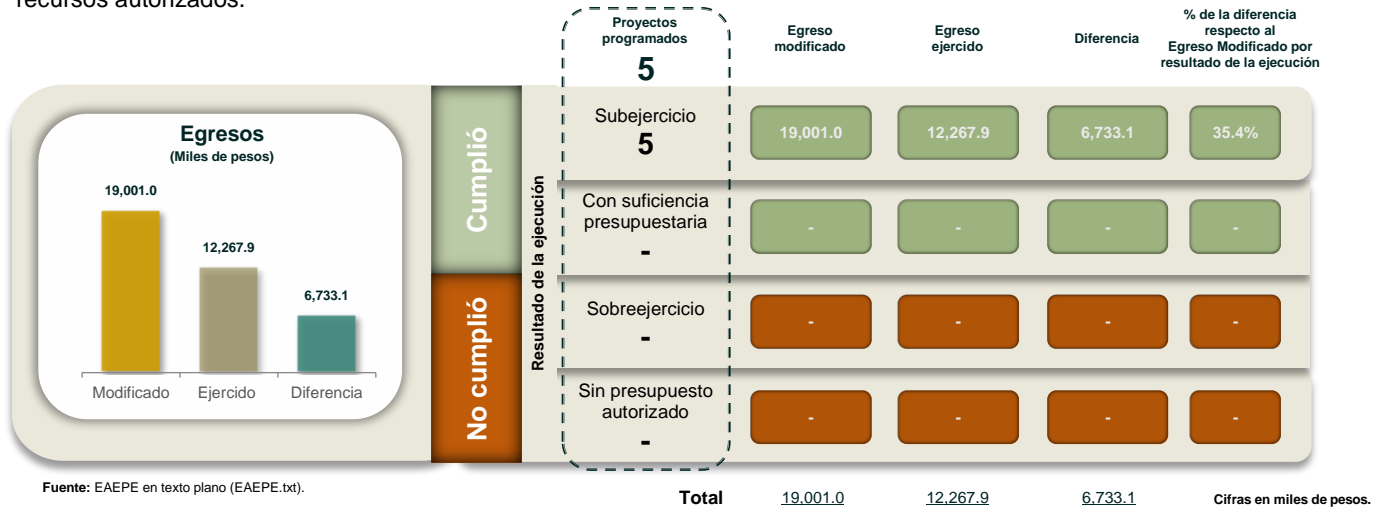 recursos autorizados.
Proyectos
programados
5
Egreso
modificado
Egreso
ejercido
Diferencia
% de la diferencia
respecto al
Egreso Modificado por
resultado de la ejecución
Egresos
(Miles de pesos)
19,001.0
12,267.9
6,733.1
Modificado
Ejercido
Diferencia
Cumplió
No cumplió
Resultado de la ejecución
Subejercicio
5
19,001.0
12,267.9
6,733.1
35.4%
Con suficiencia
presupuestaria
-
-
-
-
-
Sobreejercicio
-
-
-
-
-
Sin presupuesto
autorizado
-
-
-
-
-
Fuente: EAEPE en texto plano (EAEPE.txt).
Total
19,001.0
12,267.9
6,733.1
Cifras en miles de pesos.